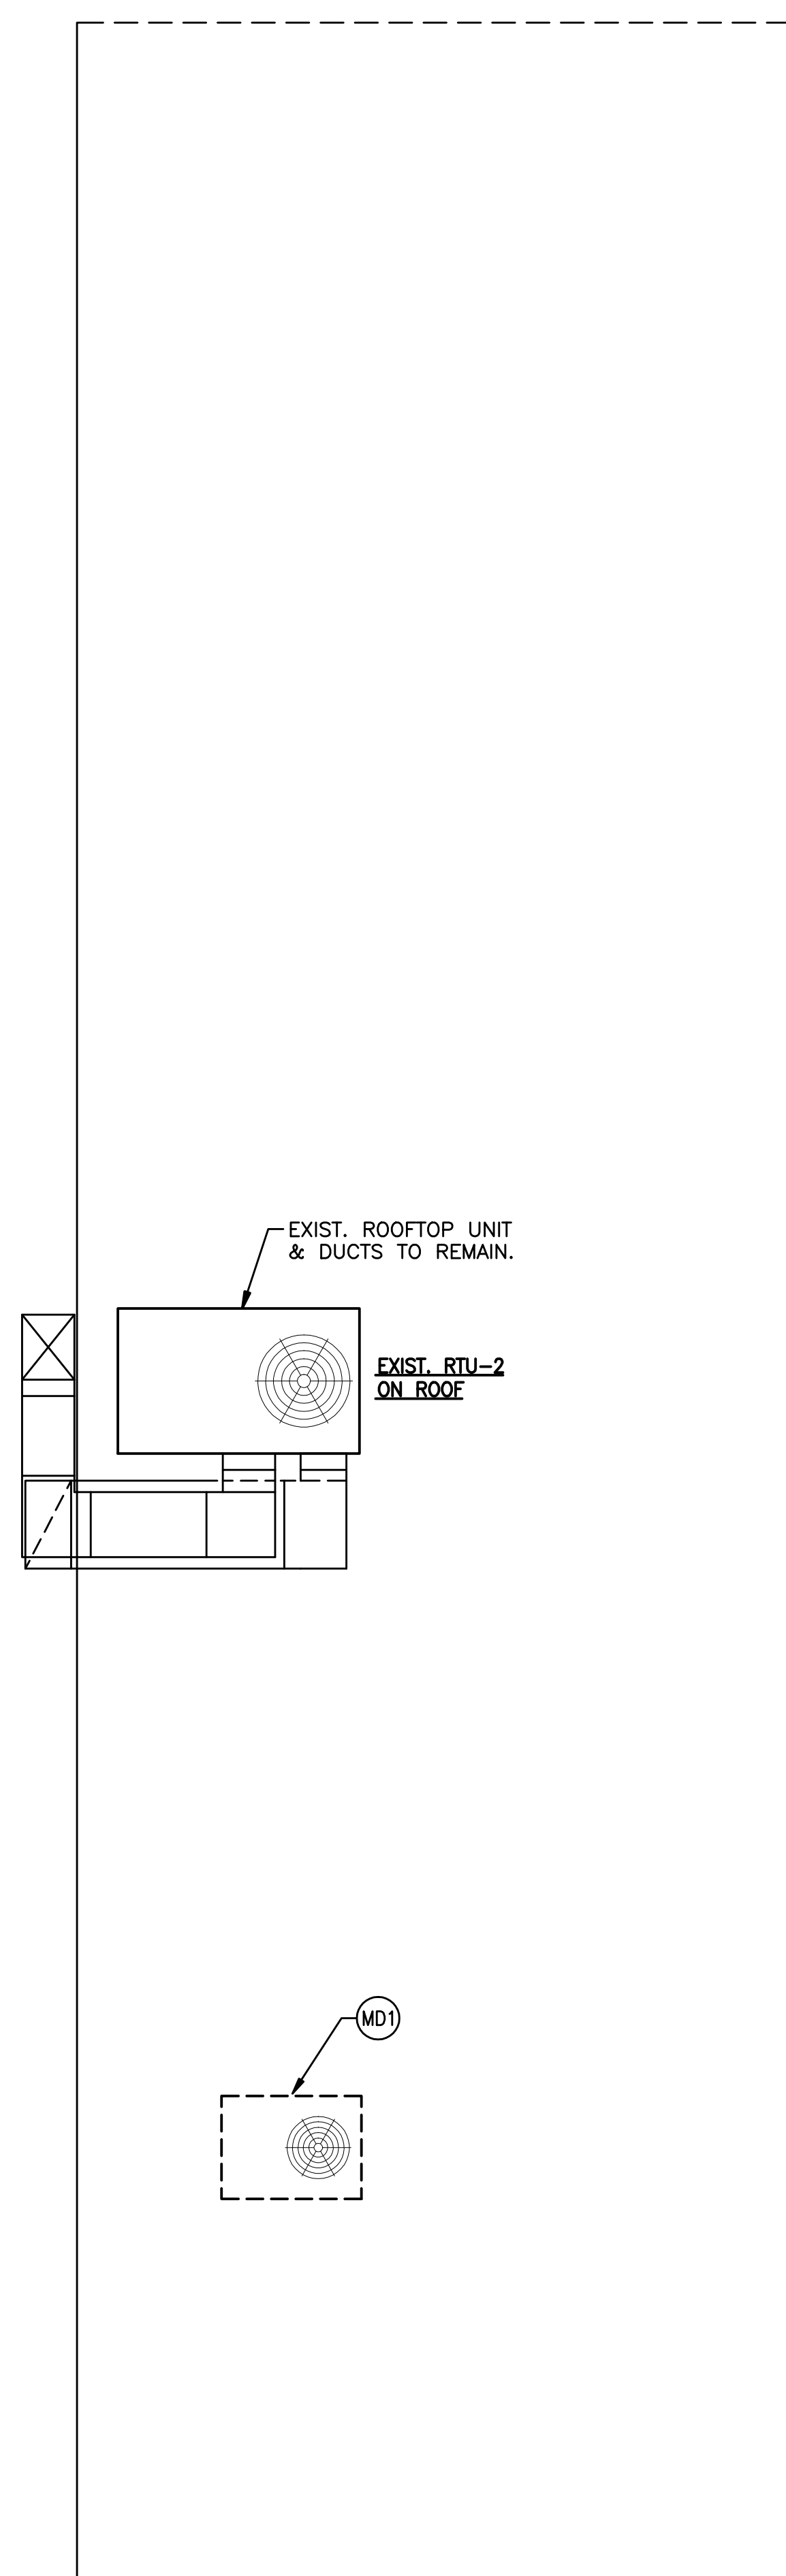 EXIST. ROOFTOP UNIT
& DUCTS TO REMAIN.
EXIST. RTU-2
ON ROOF
MD1